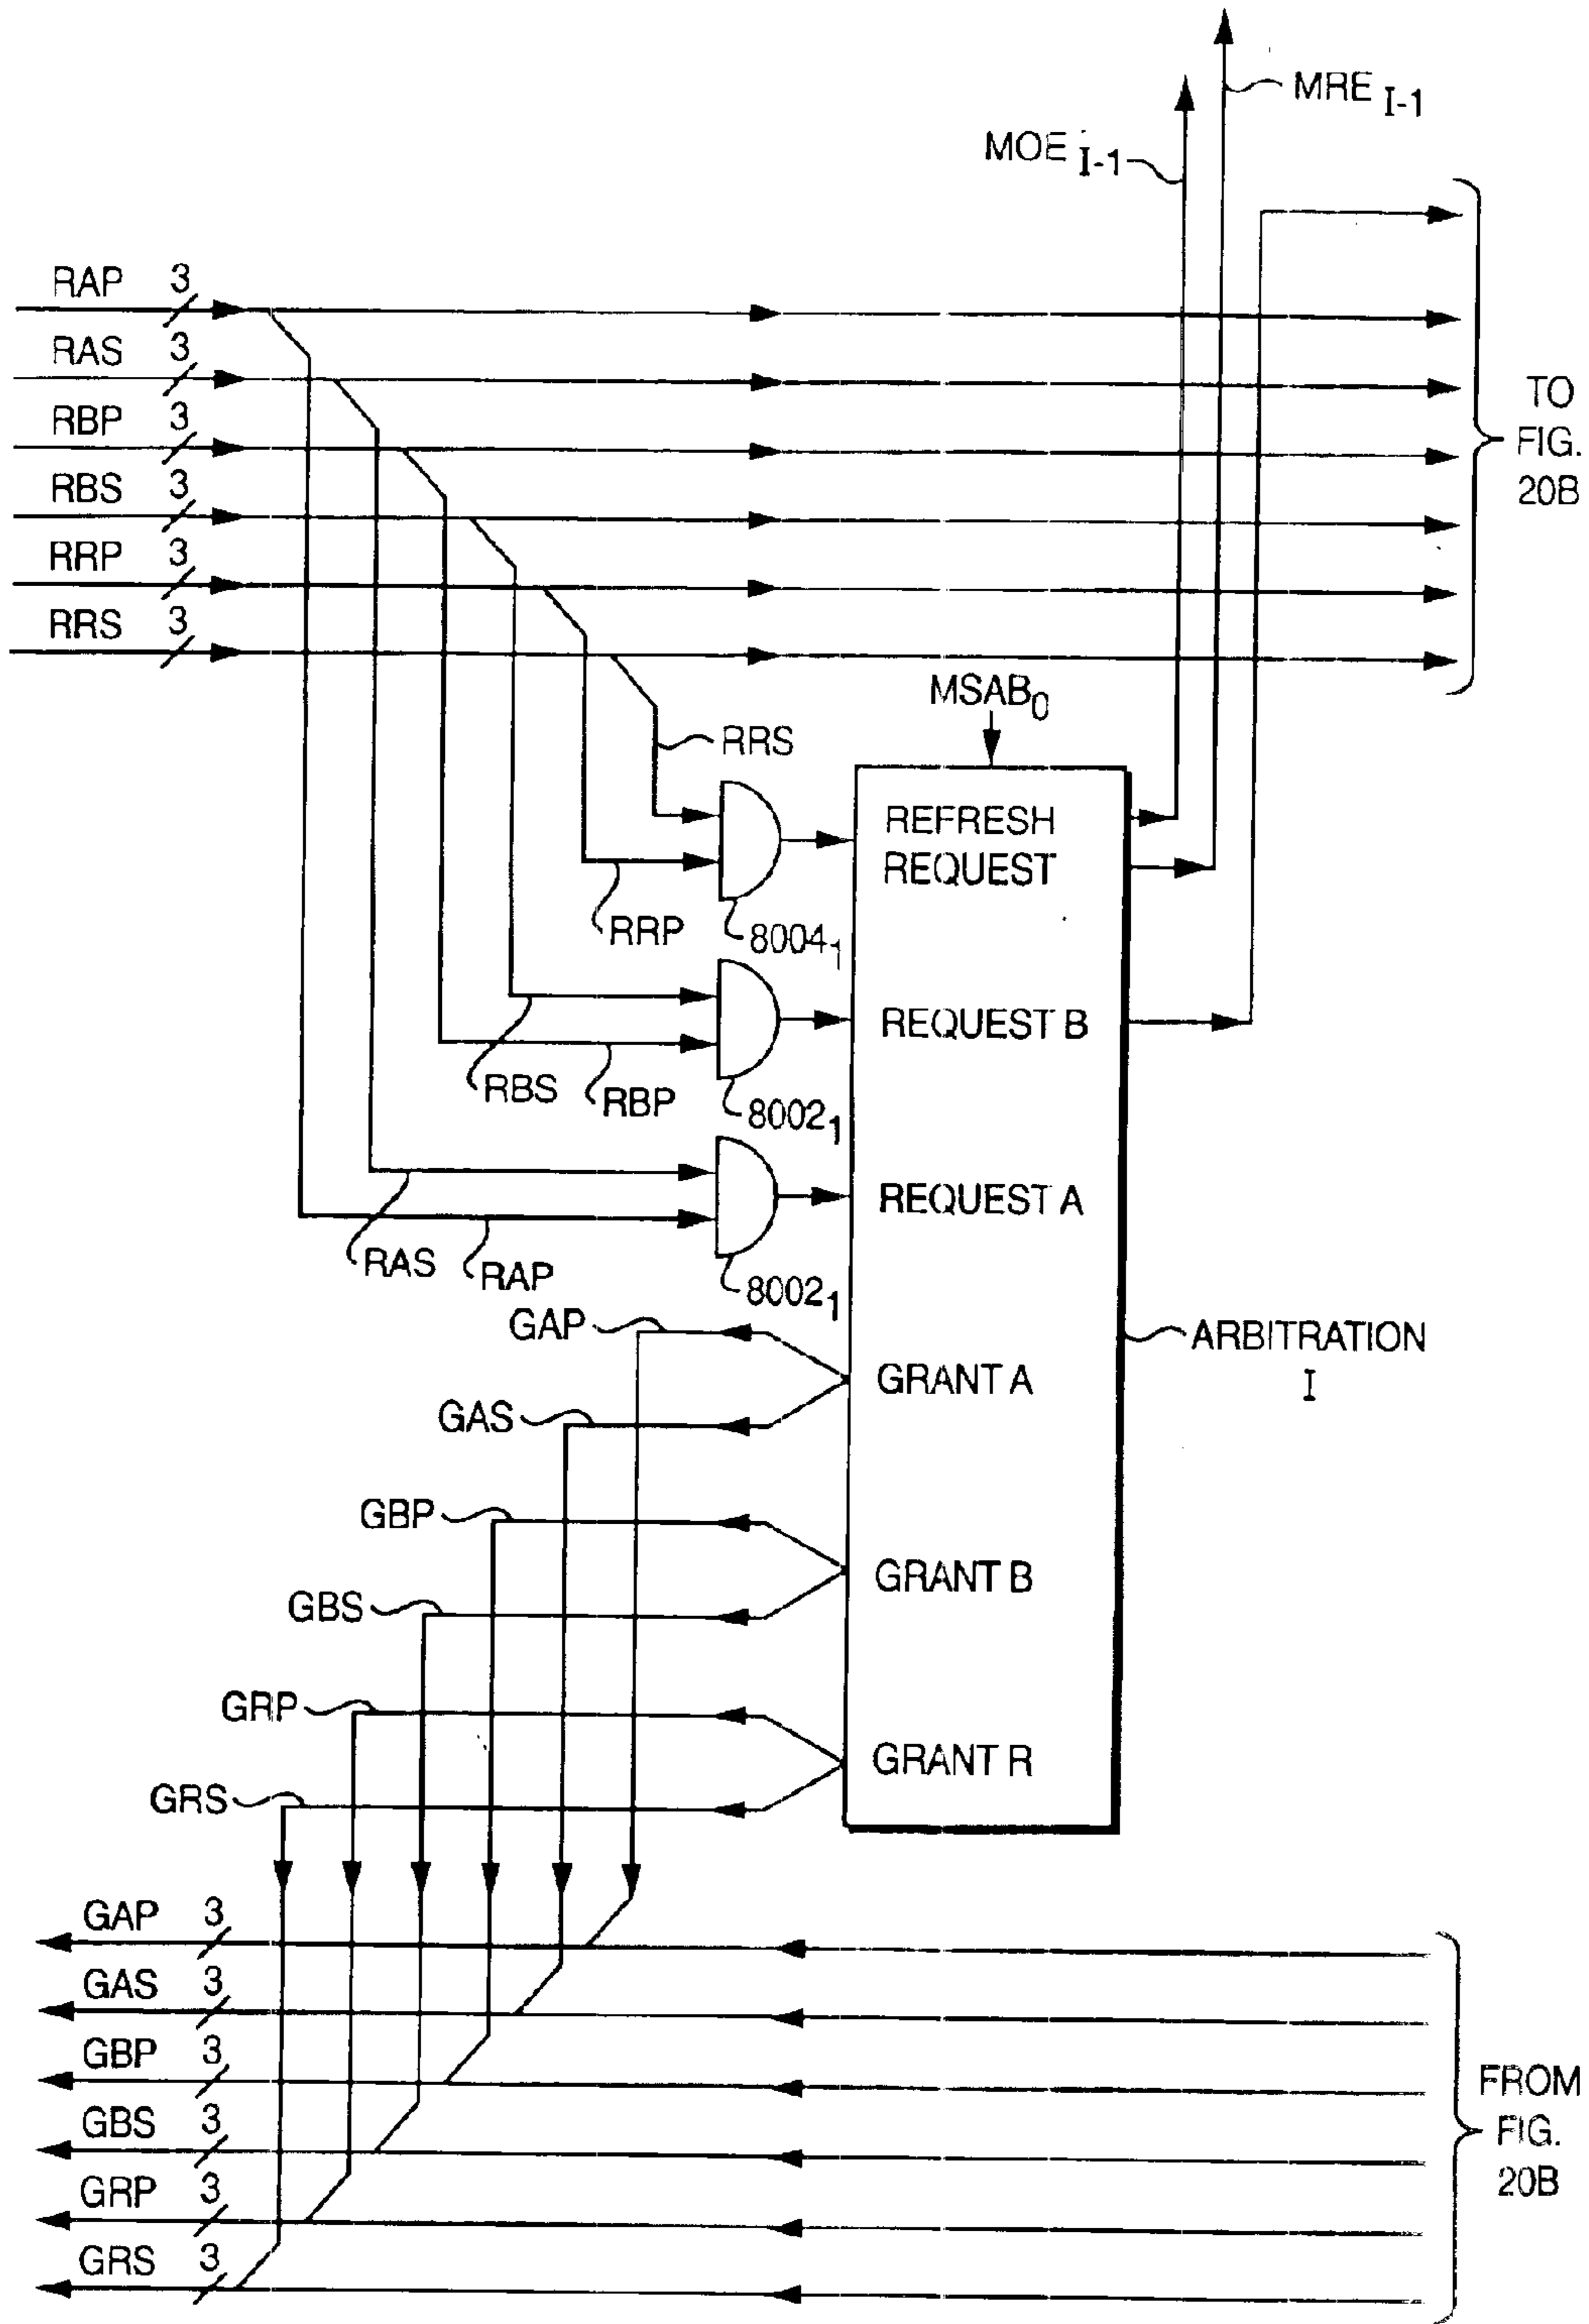 MRE I-1
MOE I-1
RAP 3
RAS 3
RBP 3
RBS 3
RRP 3
RRS 3
TO
FIG.
20B
MSAB0
RRS
REFRESH
REQUEST
RRP
80041
REQUEST B
RBS
RBP
80021
REQUEST A
RAS
RAP
80021
GAP
ARBITRATION
I
GRANT A
GAS
GBP
GRANT B
GBS
GRP
GRANT R
GRS
GAP 3
GAS 3
GBP 3
GBS 3
GRP 3
GRS 3
FROM
FIG.
20B